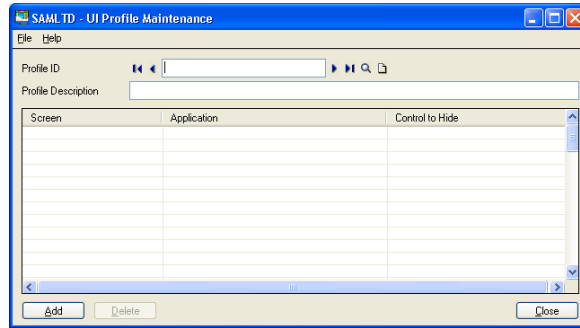 SAMLTD - UI Profile Maintenance
File Help
Profile ID
Profile Description
Screen Application Control to Hide
Add Delete Close